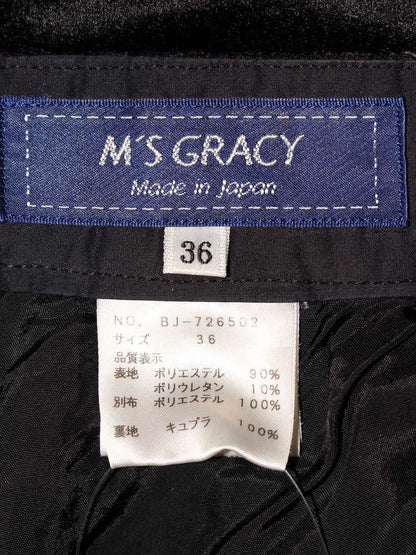 M'S GRACY
Made in Japan
36
NO. BJ-726502
サイズ 36
品質表示
表地 ポリエステル 90%
ポリウレタン 10%
別布 ポリエステル 100%
裏地 キュプラ 100%